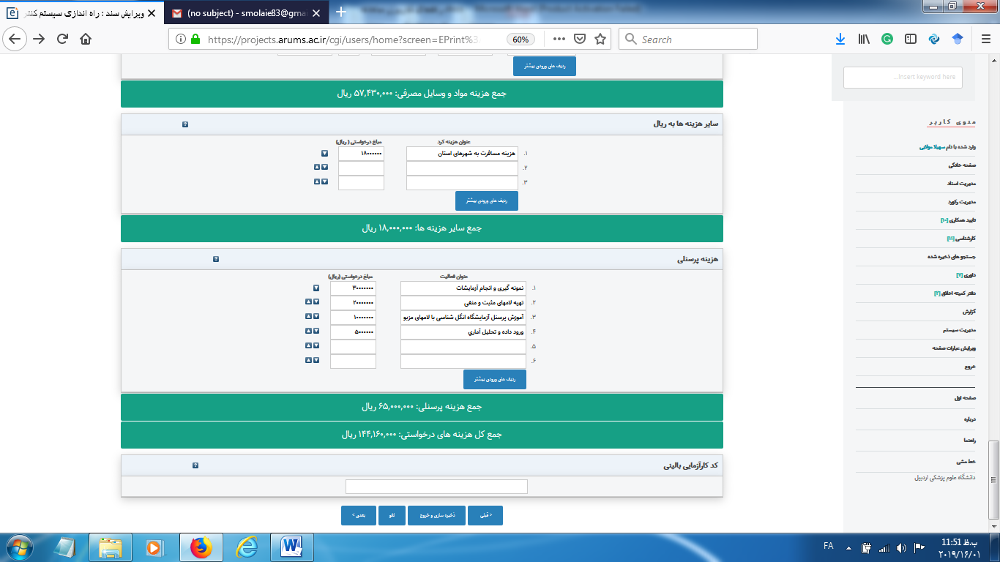 ویرایش سند : راه اندازی سیستم کنتر
(no subject) - smolaie83@gmai
https://projects.arums.ac.ir/cgi/users/home?screen=EPrint%3
60%
Search
ردیف های ورودی بیشتر
جمع هزینه مواد و وسایل مصرفی: ۵۷,۴۳۰,۰۰۰ ریال
سایر هزینه ها به ریال
عنوان هزینه کرد
مبلغ درخواستی ( ریال)
۱.
هزینه مسافرت به شهرهای استان
۱۸۰۰۰۰۰۰
۲.
۳.
ردیف های ورودی بیشتر
جمع سایر هزینه ها: ۱۸,۰۰۰,۰۰۰ ریال
هزینه پرسنلی
عنوان فعالیت
مبلغ درخواستی (ریال)
۱.
نمونه گیری و انجام آزمایشات
۳۰۰۰۰۰۰۰
۲.
تهیه لامهای مثبت و منفی
۲۰۰۰۰۰۰۰
۳.
آموزش پرسنل آزمایشگاه انگل شناسی با لامهای مزبو
۱۰۰۰۰۰۰۰
۴.
ورود داده و تحلیل آماري
۵۰۰۰۰۰۰
۵.
۶.
ردیف های ورودی بیشتر
جمع هزینه پرسنلی: ۶۵,۰۰۰,۰۰۰ ریال
جمع کل هزینه های درخواستی: ۱۴۴,۱۶۰,۰۰۰ ریال
کد کارآزمایی بالینی
< قبلی
ذخیره سازی و خروج
لغو
بعدی >
Insert keyword here...
منوی کاربر
وارد شده با نام سهیلا مولایی
صفحه خانگی
مدیریت اسناد
مدیریت رکورد
تایید همکاری [۱۰]
کارشناسی [۱۱]
جستجو های ذخیره شده
داوری [۷]
دفتر کمیته اخلاق [۲]
گزارش
مدیریت سیستم
ویرایش عبارات صفحه
خروج
صفحه اول
درباره
راهنما
خط مشی
دانشگاه علوم پزشکی اردبیل
FA
11:51 ب.ظ
۲۰۱۹/۱۶/۰۱